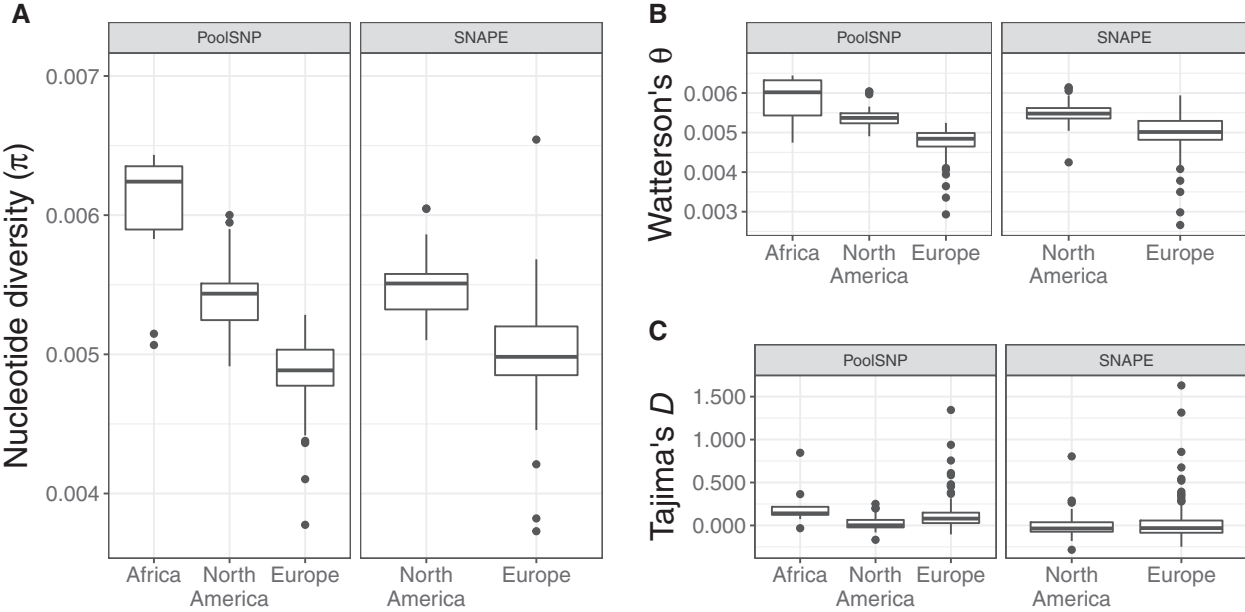 A
PoolSNP
SNAPE
Nucleotide diversity (π)
0.007
0.006
0.005
0.004
Africa
North
America
Europe
North
America
Europe
B
PoolSNP
SNAPE
Watterson's θ
0.006
0.005
0.004
0.003
Africa
North
America
Europe
North
America
Europe
C
PoolSNP
SNAPE
Tajima's D
1.500
1.000
0.500
0.000
Africa
North
America
Europe
North
America
Europe